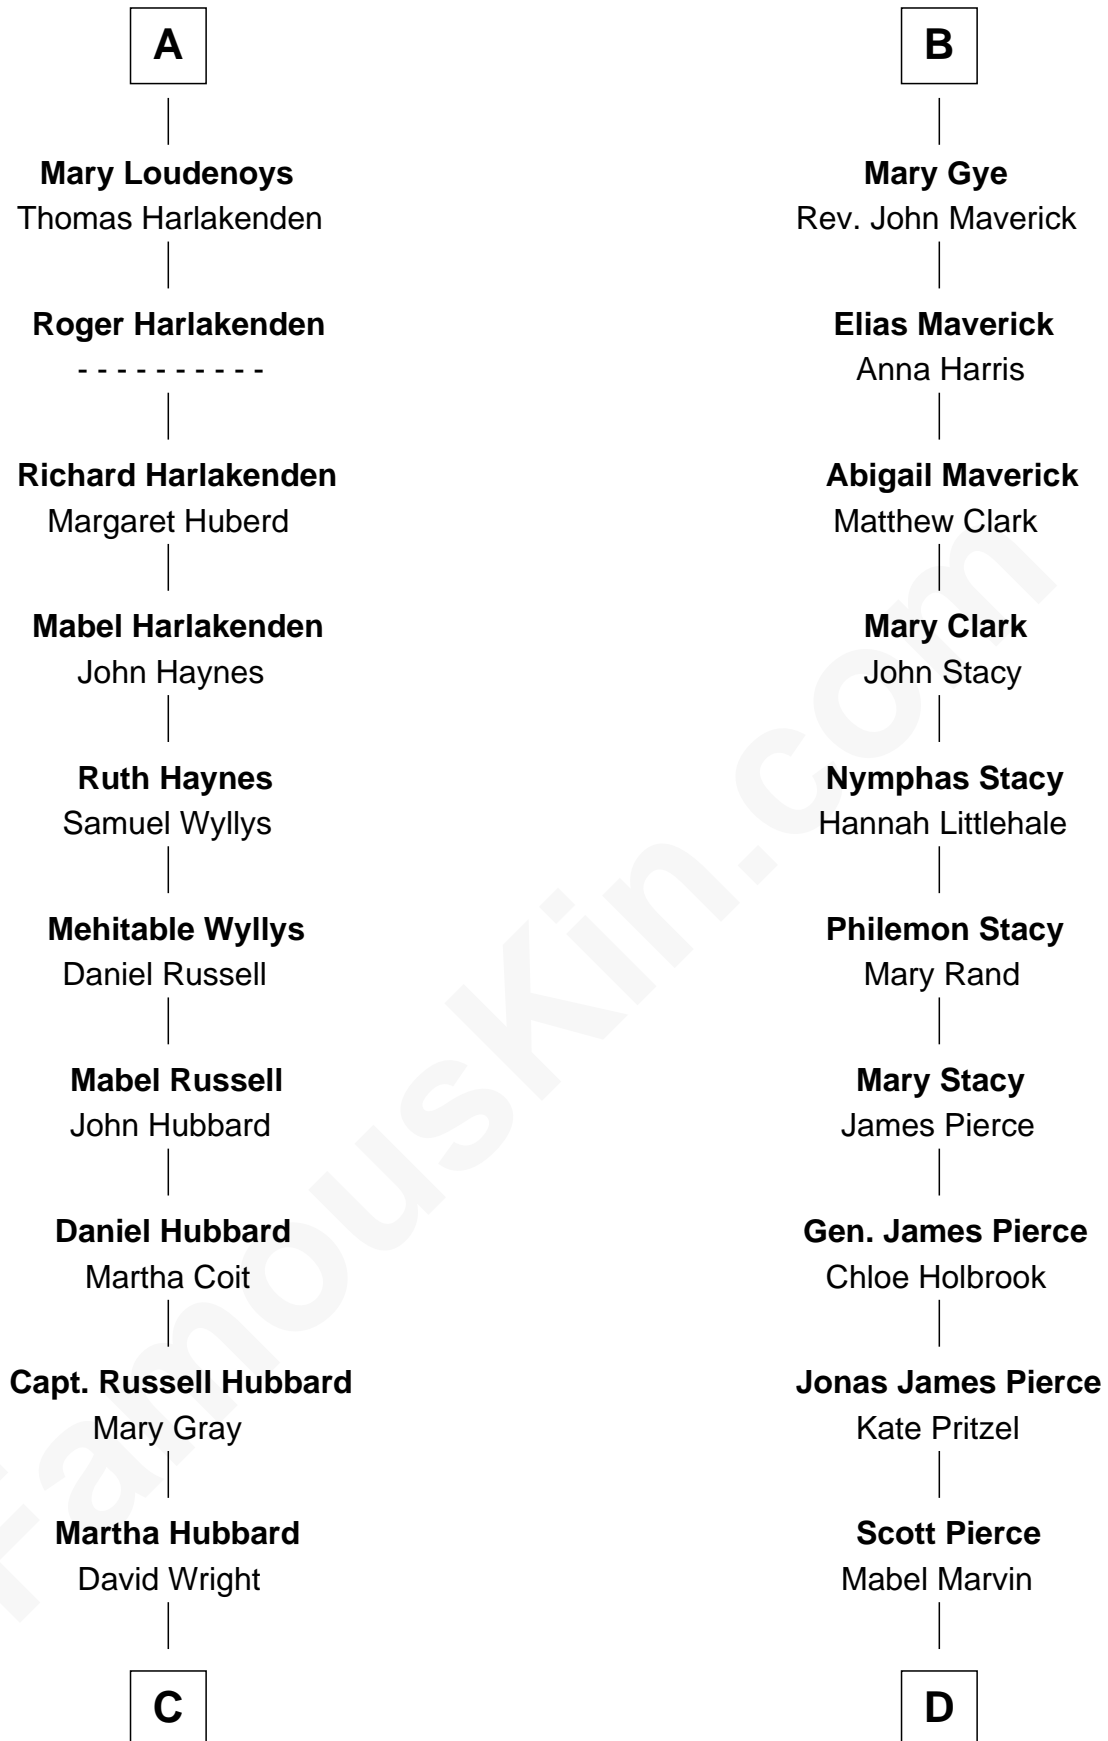 A
Mary Loudenoys
Thomas Harlakenden
Roger Harlakenden
- - - - - - - - - -
Richard Harlakenden
Margaret Huberd
Mabel Harlakenden
John Haynes
Ruth Haynes
Samuel Wyllys
Mehitable Wyllys
Daniel Russell
Mabel Russell
John Hubbard
Daniel Hubbard
Martha Coit
Capt. Russell Hubbard
Mary Gray
Martha Hubbard
David Wright
C
B
Mary Gye
Rev. John Maverick
Elias Maverick
Anna Harris
Abigail Maverick
Matthew Clark
Mary Clark
John Stacy
Nymphas Stacy
Hannah Littlehale
Philemon Stacy
Mary Rand
Mary Stacy
James Pierce
Gen. James Pierce
Chloe Holbrook
Jonas James Pierce
Kate Pritzel
Scott Pierce
Mabel Marvin
D
FamousKin.com